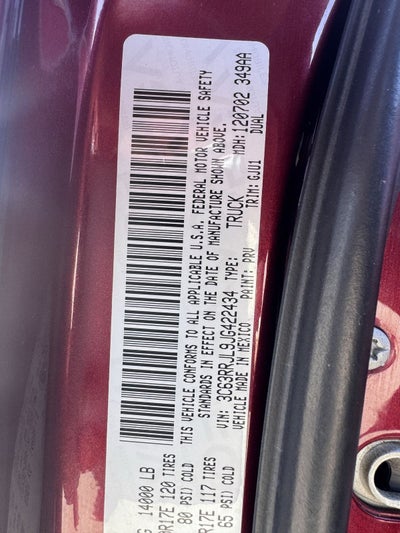 G 14000 LB
R17E 120 TIRES
80 PSI) COLD
R17E 117 TIRES
65 PSI) COLD
THIS VEHICLE CONFORMS TO ALL APPLICABLE U.S.A. FEDERAL MOTOR VEHICLE SAFETY
STANDARDS IN EFFECT ON THE DATE OF MANUFACTURE SHOWN ABOVE.
VIN: 3C63RRJL9JG422434 TYPE: TRUCK MDH:120702 349AA
VEHICLE MADE IN MEXICO PAINT: PRV TRIM: GJU1 DUAL